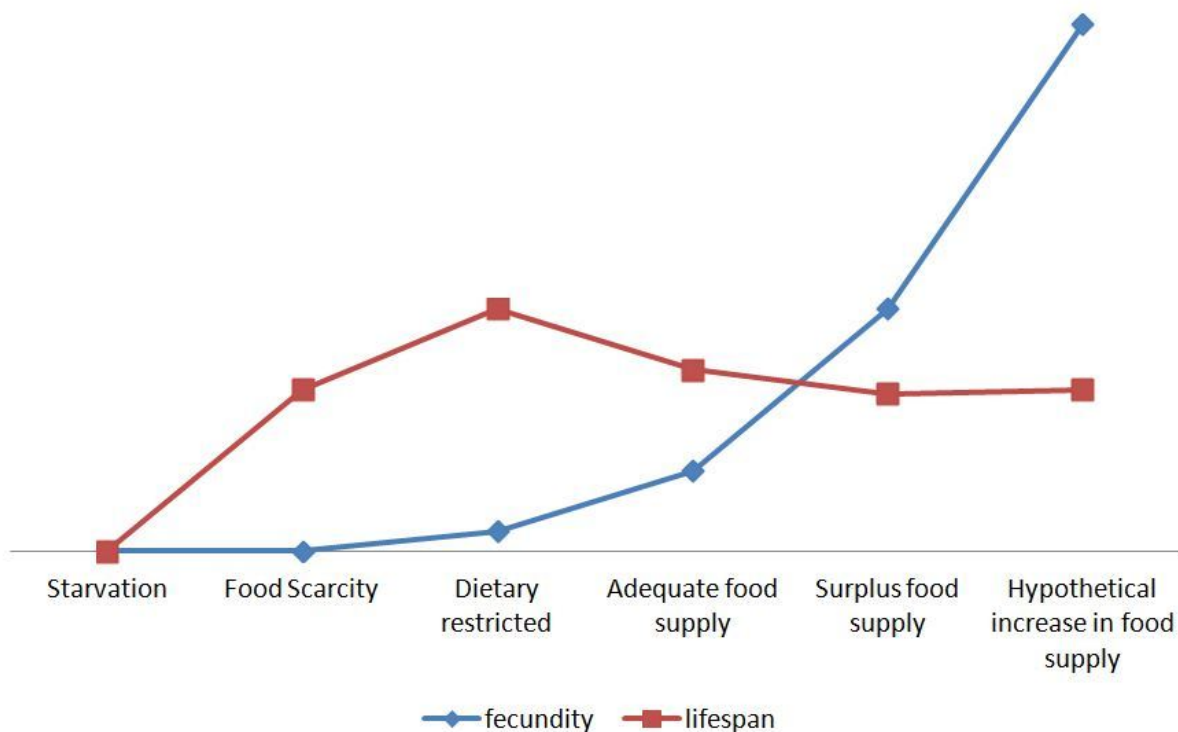 Starvation
Food Scarcity
Dietary
restricted
Adequate food
supply
Surplus food
supply
Hypothetical
increase in food
supply
fecundity
lifespan